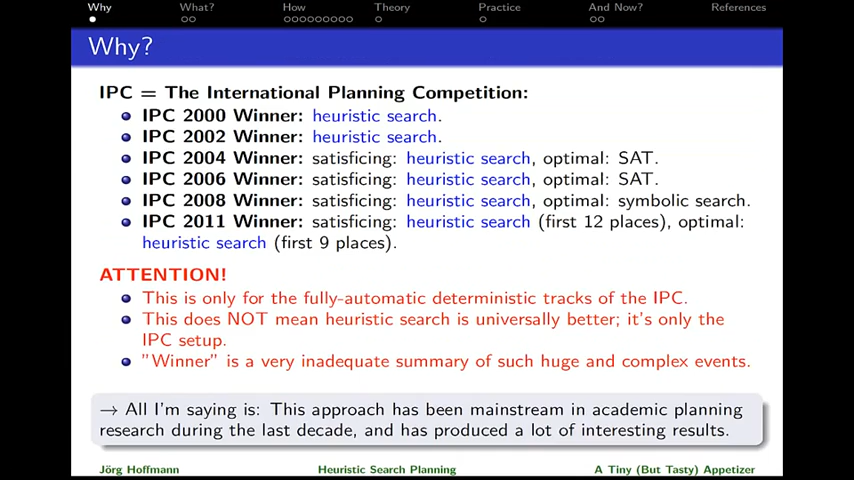 Why What? How Theory Practice And Now? References
Why?
IPC = The International Planning Competition:
IPC 2000 Winner: heuristic search.
IPC 2002 Winner: heuristic search.
IPC 2004 Winner: satisficing: heuristic search, optimal: SAT.
IPC 2006 Winner: satisficing: heuristic search, optimal: SAT.
IPC 2008 Winner: satisficing: heuristic search, optimal: symbolic search.
IPC 2011 Winner: satisficing: heuristic search (first 12 places), optimal:
heuristic search (first 9 places).
ATTENTION!
This is only for the fully-automatic deterministic tracks of the IPC.
This does NOT mean heuristic search is universally better; it's only the
IPC setup.
"Winner" is a very inadequate summary of such huge and complex events.
→ All I'm saying is: This approach has been mainstream in academic planning
research during the last decade, and has produced a lot of interesting results.
Jörg Hoffmann Heuristic Search Planning A Tiny (But Tasty) Appetizer